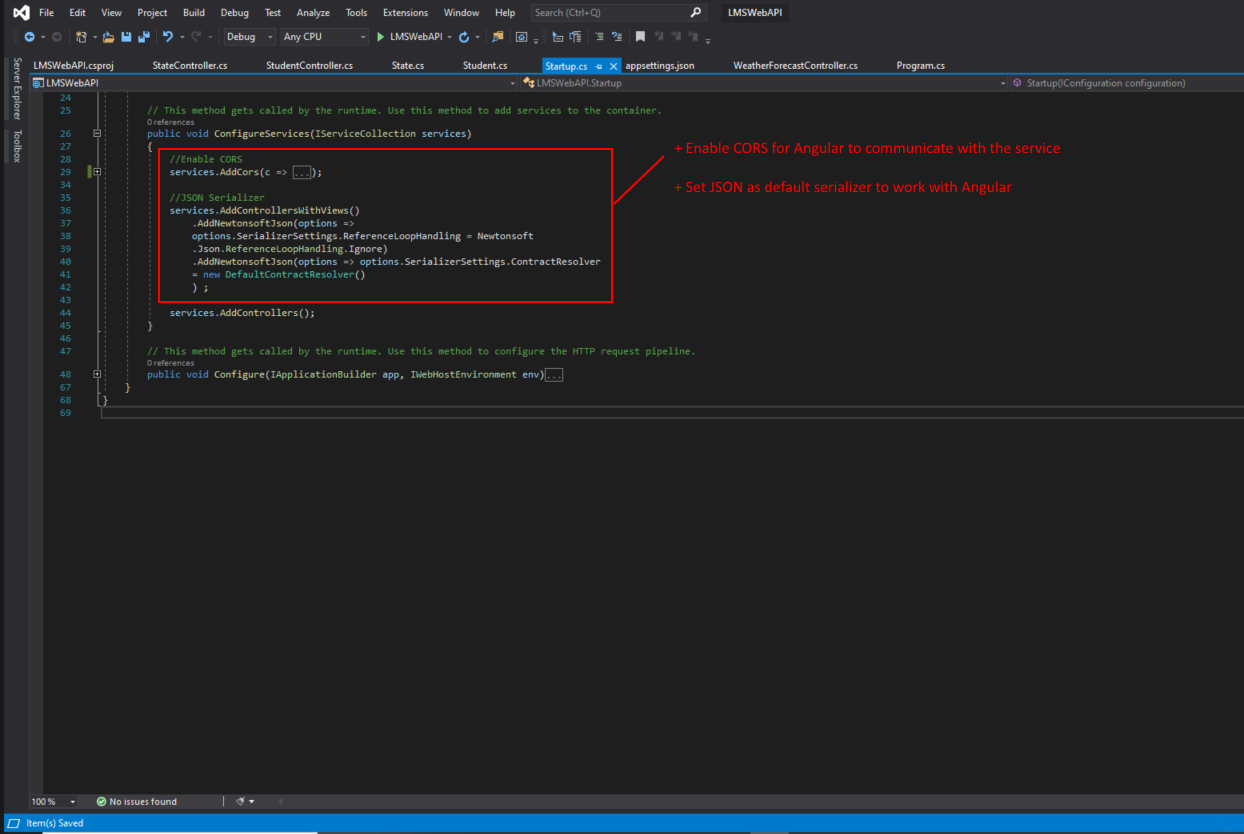 File Edit View Project Build Debug Test Analyze Tools Extensions Window Help Search (Ctrl+Q) LMSWebAPI
Debug Any CPU LMSWebAPI
LMSWebAPI.csproj StateController.cs StudentController.cs State.cs Student.cs Startup.cs appsettings.json WeatherForecastController.cs Program.cs
LMSWebAPI LMSWebAPI.Startup Startup(IConfiguration configuration)
Server Explorer
Toolbox
24
25 // This method gets called by the runtime. Use this method to add services to the container.
0 references
26 public void ConfigureServices(IServiceCollection services)
27 {
28 //Enable CORS
29 services.AddCors(c => ...);
34
35 //JSON Serializer
36 services.AddControllersWithViews()
37 .AddNewtonsoftJson(options =>
38 options.SerializerSettings.ReferenceLoopHandling = Newtonsoft
39 .Json.ReferenceLoopHandling.Ignore)
40 .AddNewtonsoftJson(options => options.SerializerSettings.ContractResolver
41 = new DefaultContractResolver()
42 ) ;
43
44 services.AddControllers();
45 }
46
47 // This method gets called by the runtime. Use this method to configure the HTTP request pipeline.
0 references
48 public void Configure(IApplicationBuilder app, IWebHostEnvironment env)...
67 }
68 }
69
+ Enable CORS for Angular to communicate with the service
+ Set JSON as default serializer to work with Angular
100 % No issues found
Item(s) Saved